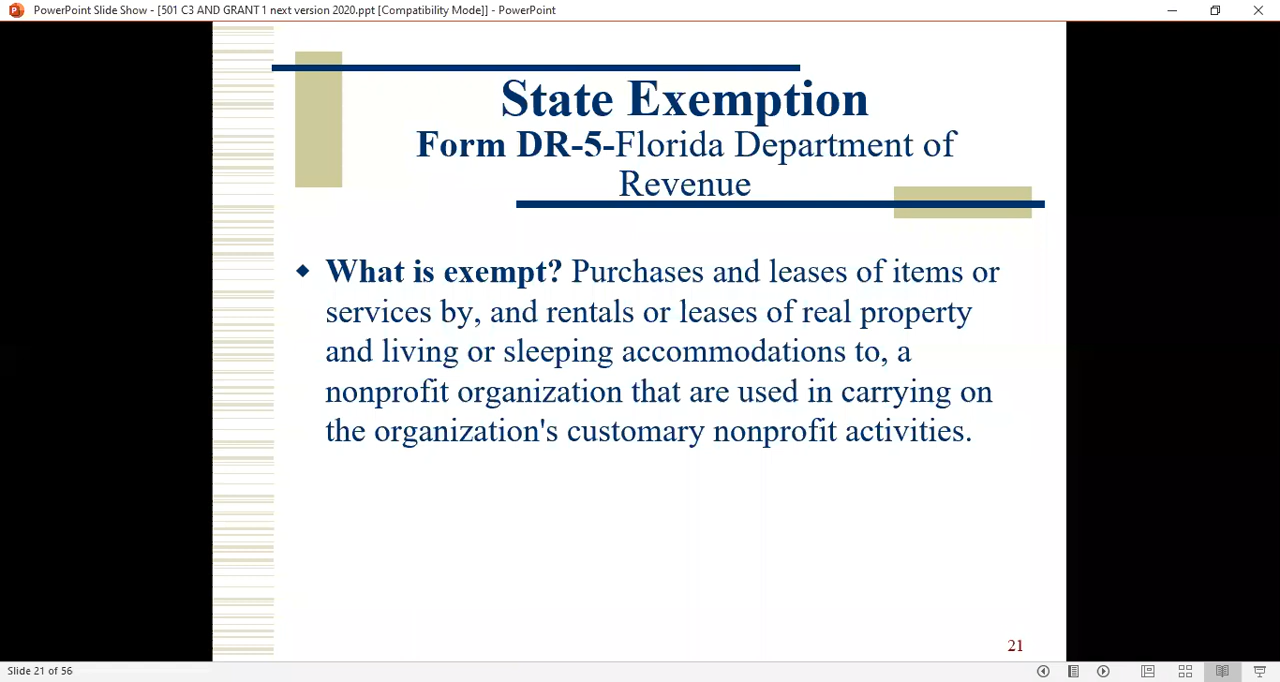 PowerPoint Slide Show - [501 C3 AND GRANT 1 next version 2020.ppt [Compatibility Mode]] - PowerPoint
State Exemption
Form DR-5-Florida Department of
Revenue
What is exempt? Purchases and leases of items or
services by, and rentals or leases of real property
and living or sleeping accommodations to, a
nonprofit organization that are used in carrying on
the organization's customary nonprofit activities.
21
Slide 21 of 56